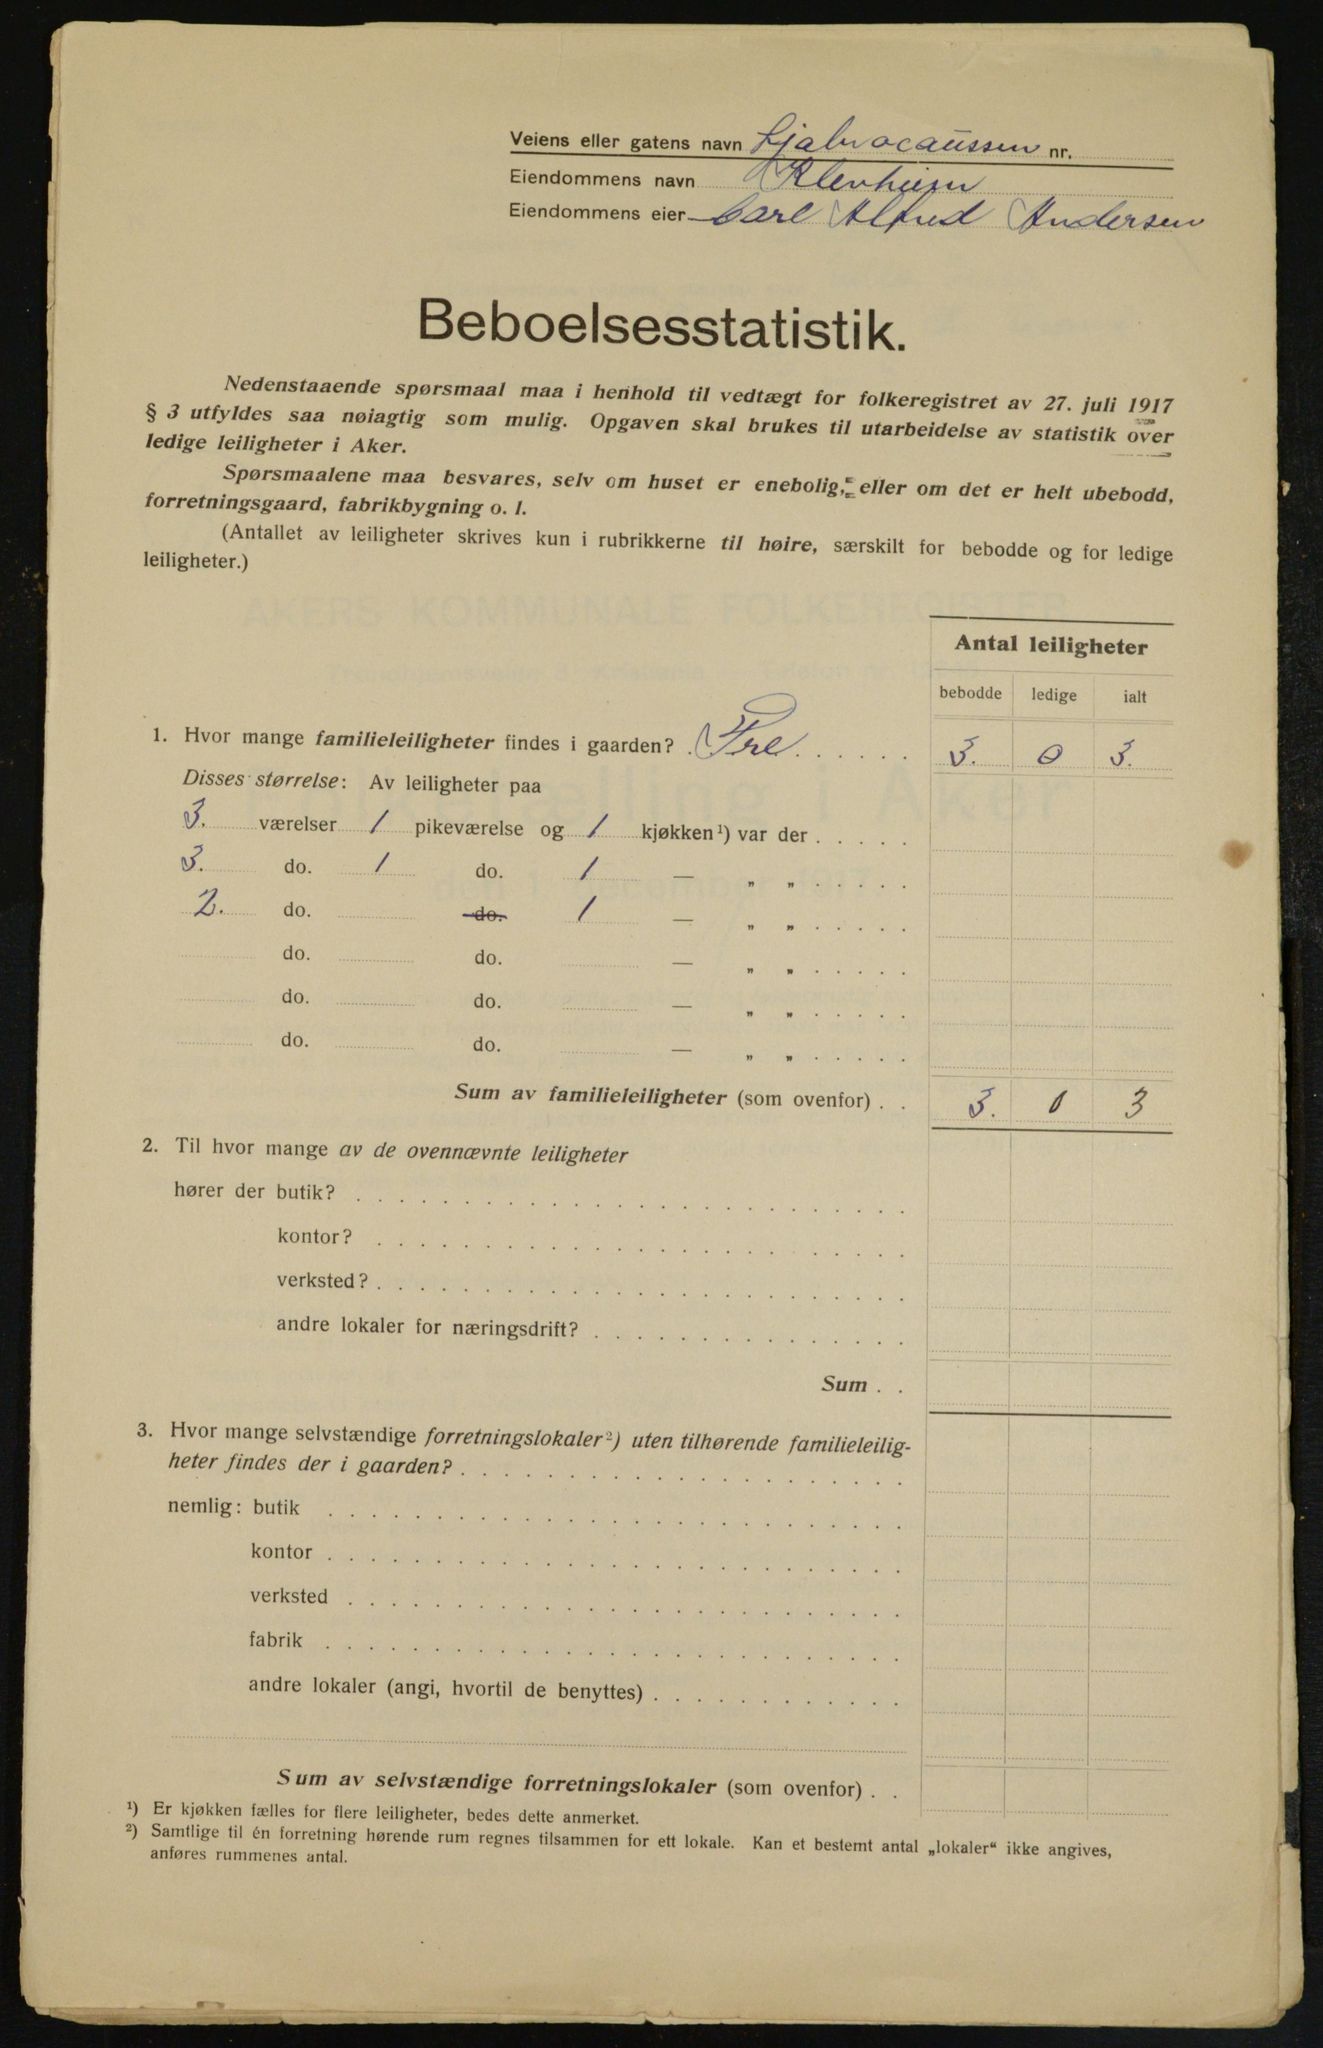 Veiens eller gatens navn Ljabrocaüssen nr.
Eiendommens navn Klevheim
Eiendommens eier Carl Alfred Andersen
Beboelsesstatistik.
Nedenstaaende spørsmaal maa i henhold til vedtægt for folkeregistret av 27. juli 1917
§ 3 utfyldes saa nøiagtig som mulig. Opgaven skal brukes til utarbeidelse av statistik over
ledige leiligheter i Aker.
Spørsmaalene maa besvares, selv om huset er enebolig, eller om det er helt ubebodd,
forretningsgaard, fabrikbygning o. l.
(Antallet av leiligheter skrives kun i rubrikkerne til høire, særskilt for bebodde og for ledige
leiligheter.)
Antal leiligheter
bebodde ledige ialt
1. Hvor mange familieleiligheter findes i gaarden? Tre 3. 0 3.
Disses størrelse: Av leiligheter paa
3. værelser 1 pikeværelse og 1 kjøkken¹) var der
3. do. 1 do. 1 — „ „
2. do. do. 1 — „ „
do. do. — „ „
do. do. — „ „
do. do. — „ „
Sum av familieleiligheter (som ovenfor) . . 3. 0 3
2. Til hvor mange av de ovennævnte leiligheter
hører der butik?
kontor?
verksted?
andre lokaler for næringsdrift?
Sum . .
3. Hvor mange selvstændige forretningslokaler²) uten tilhørende familieleilig-
heter findes der i gaarden?
nemlig: butik
kontor
verksted
fabrik
andre lokaler (angi, hvortil de benyttes)
Sum av selvstændige forretningslokaler (som ovenfor) . .
¹) Er kjøkken fælles for flere leiligheter, bedes dette anmerket.
²) Samtlige til én forretning hørende rum regnes tilsammen for ett lokale. Kan et bestemt antal „lokaler“ ikke angives,
anføres rummenes antal.